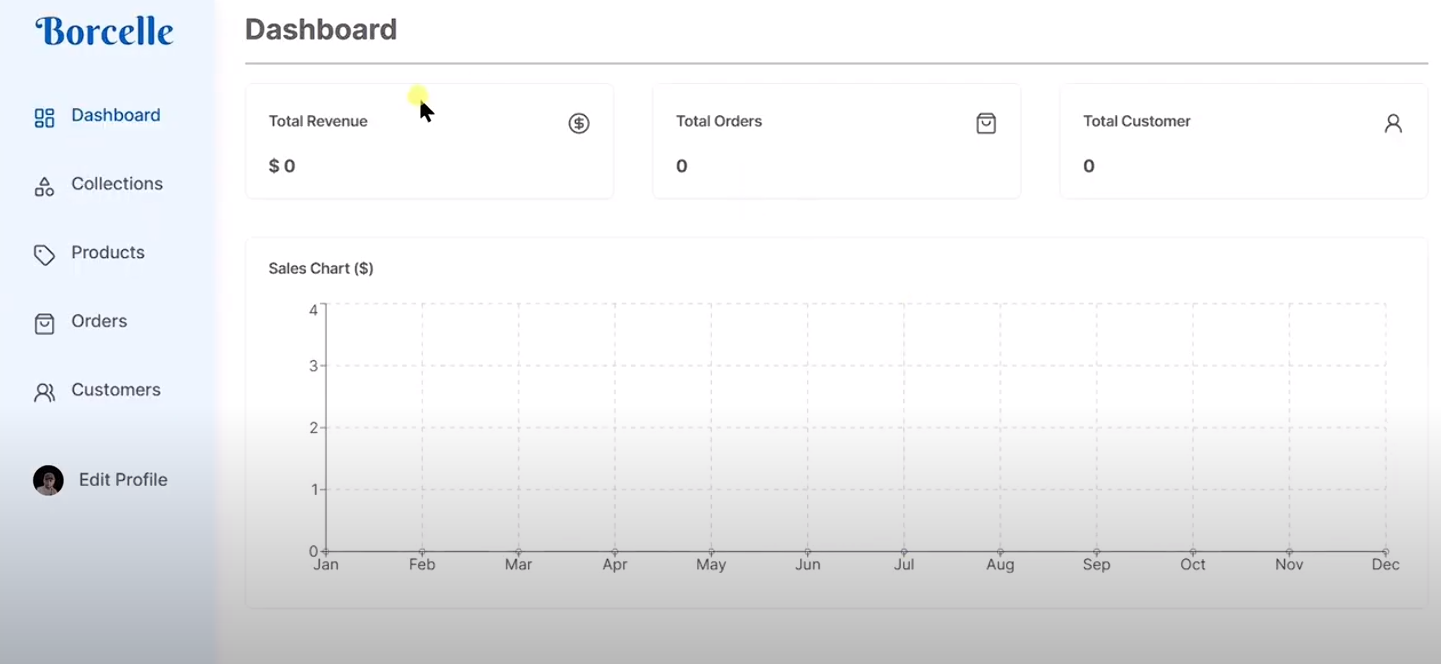 Borcelle
Dashboard
Collections
Products
Orders
Customers
Edit Profile
Dashboard
Total Revenue
$ 0
Total Orders
0
Total Customer
0
Sales Chart ($)
4
3
2
1
0
Jan Feb Mar Apr May Jun Jul Aug Sep Oct Nov Dec